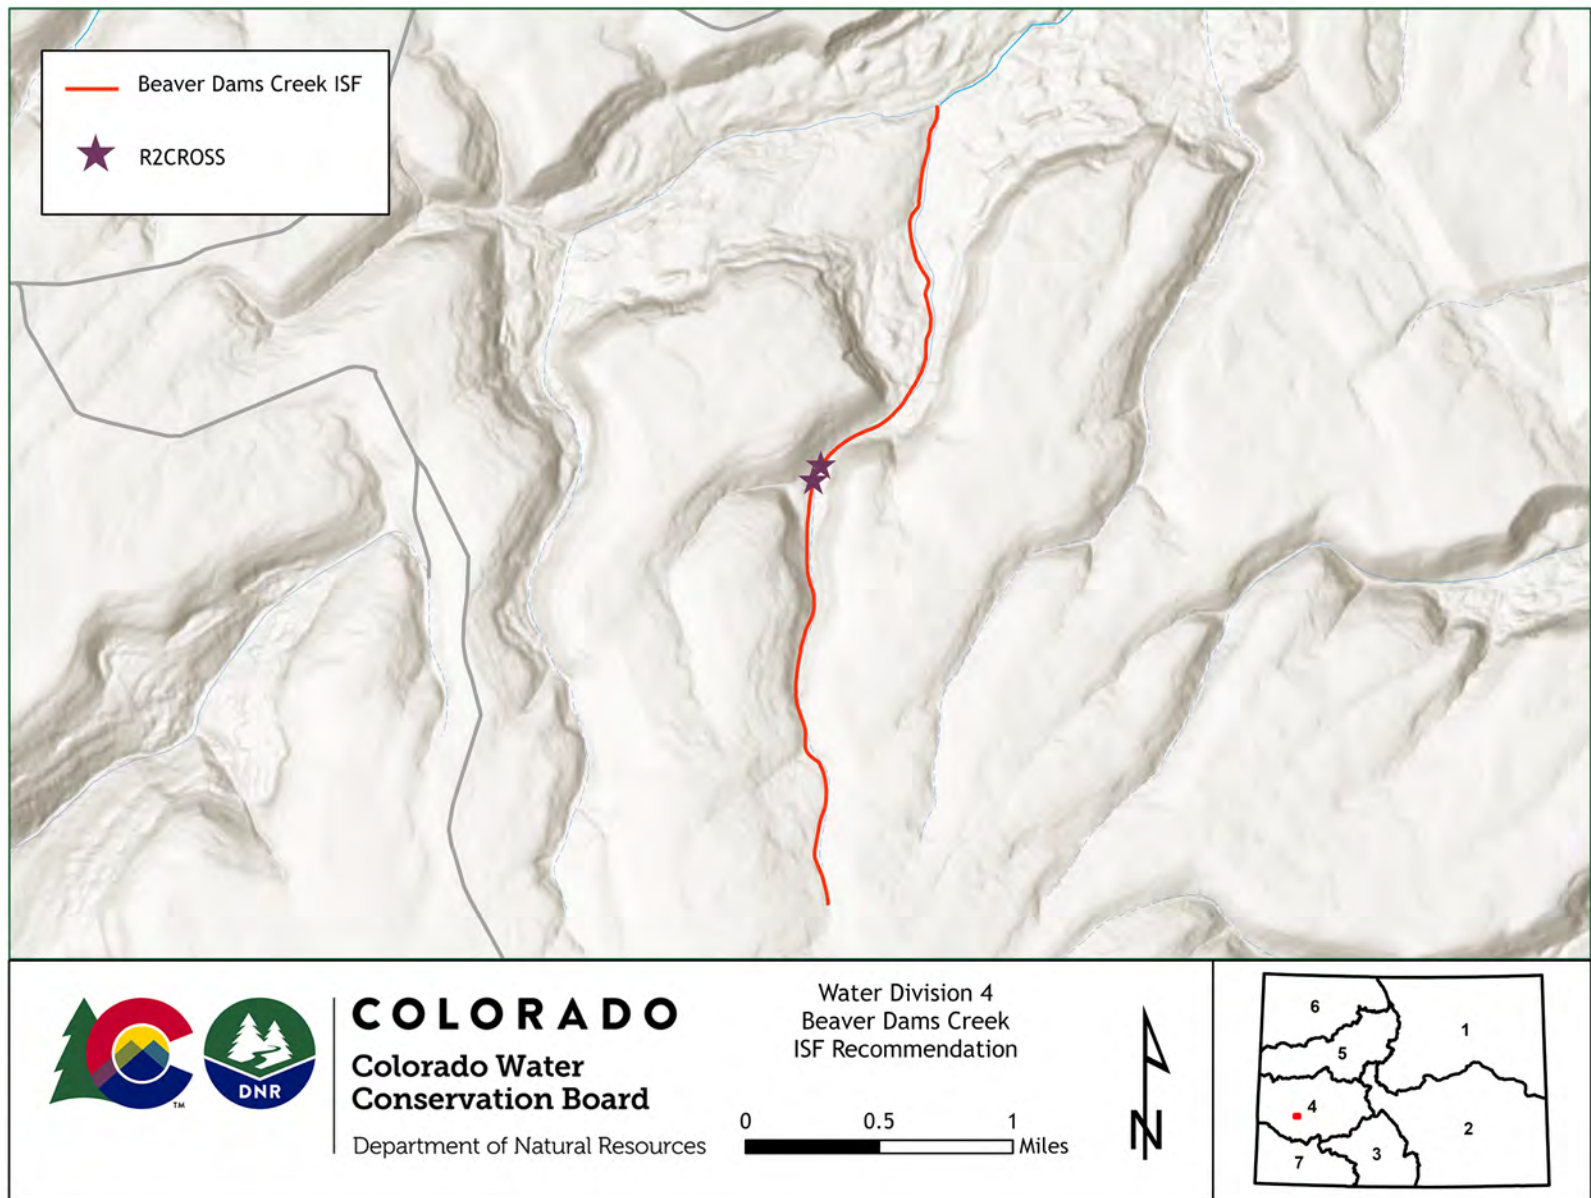 Beaver Dams Creek ISF
R2CROSS
COLORADO
Colorado Water
Conservation Board
Department of Natural Resources
DNR
TM
Water Division 4
Beaver Dams Creek
ISF Recommendation
0 0.5 1
Miles
N
6
1
5
4
2
3
7